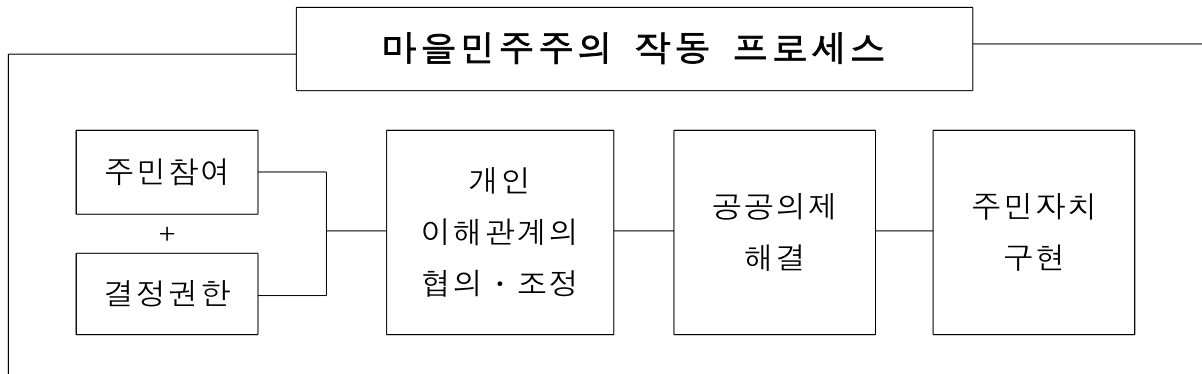 마을민주주의 작동 프로세스
주민참여
+
결정권한
개인
이해관계의
협의·조정
공공의제
해결
주민자치
구현